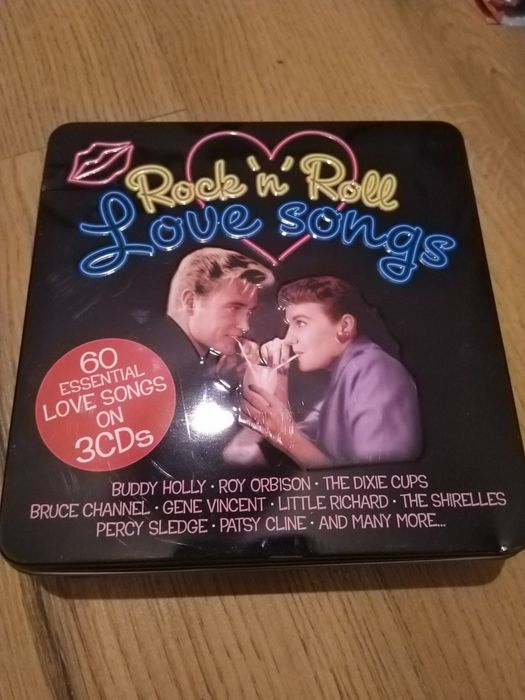 Rock 'n' Roll
Love songs
60
ESSENTIAL
LOVE SONGS
ON
3CDs
BUDDY HOLLY · ROY ORBISON · THE DIXIE CUPS
BRUCE CHANNEL · GENE VINCENT · LITTLE RICHARD · THE SHIRELLES
PERCY SLEDGE · PATSY CLINE · AND MANY MORE...